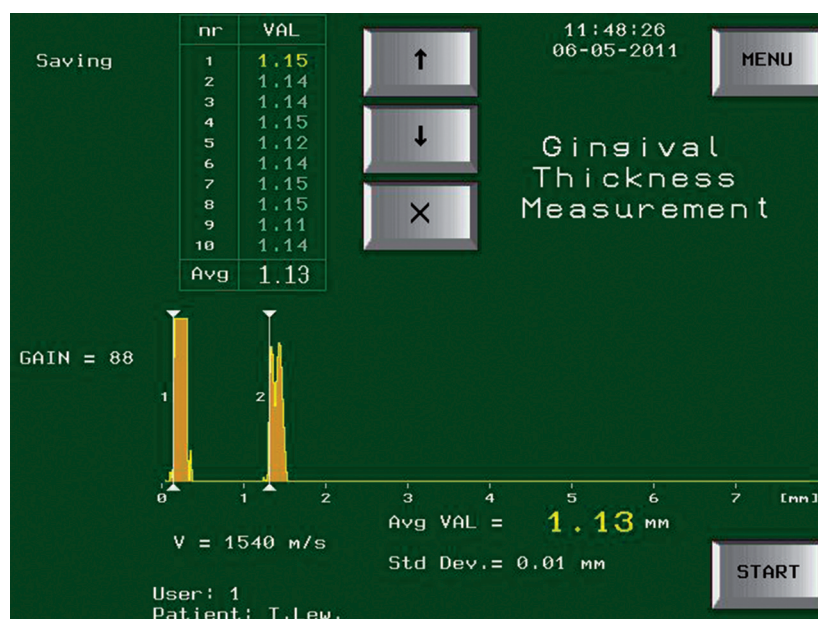 Saving
nr VAL
1 1.15
2 1.14
3 1.14
4 1.15
5 1.12
6 1.14
7 1.15
8 1.15
9 1.11
10 1.14
Avg 1.13
↑
↓
×
11:48:26
06-05-2011
MENU
Gingival
Thickness
Measurement
GAIN = 88
1
2
0 1 2 3 4 5 6 7 [mm]
Avg VAL = 1.13 mm
V = 1540 m/s
Std Dev.= 0.01 mm
START
User: 1
Patient: T.Lew.